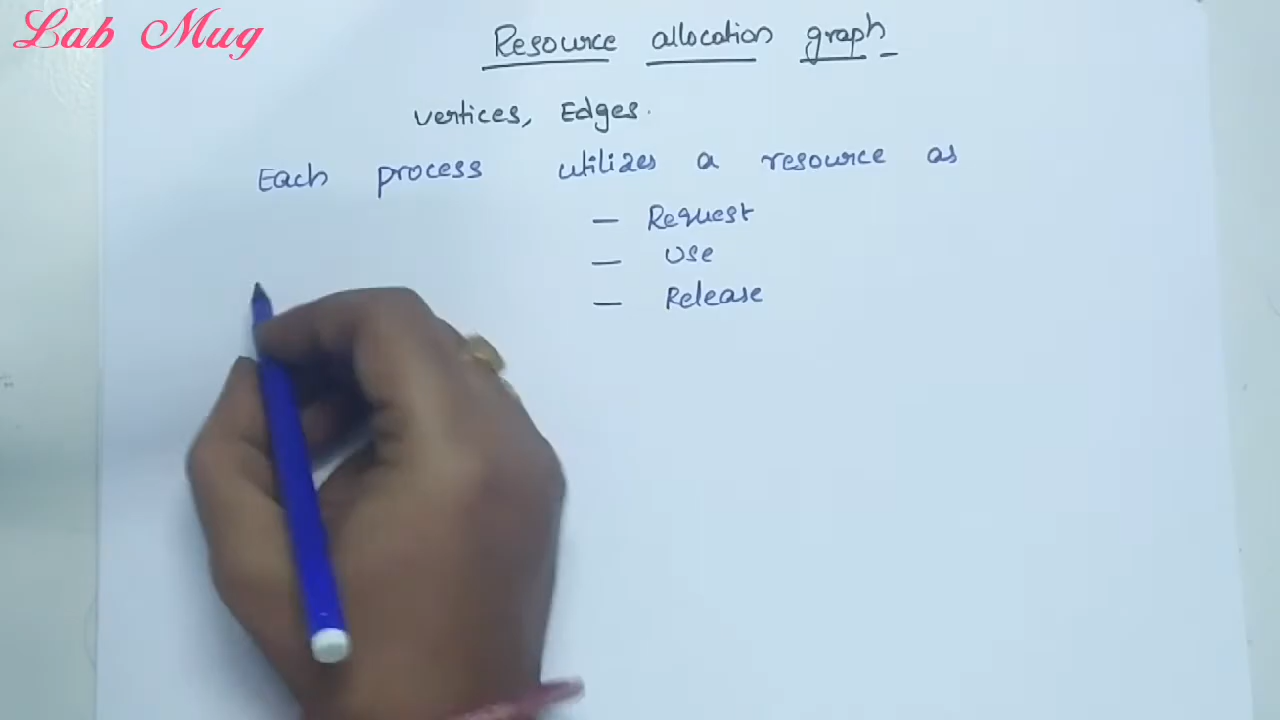 Lab Mug
Resource allocation graph
vertices, Edges.
Each process utilizes a resource as
— Request
— Use
— Release